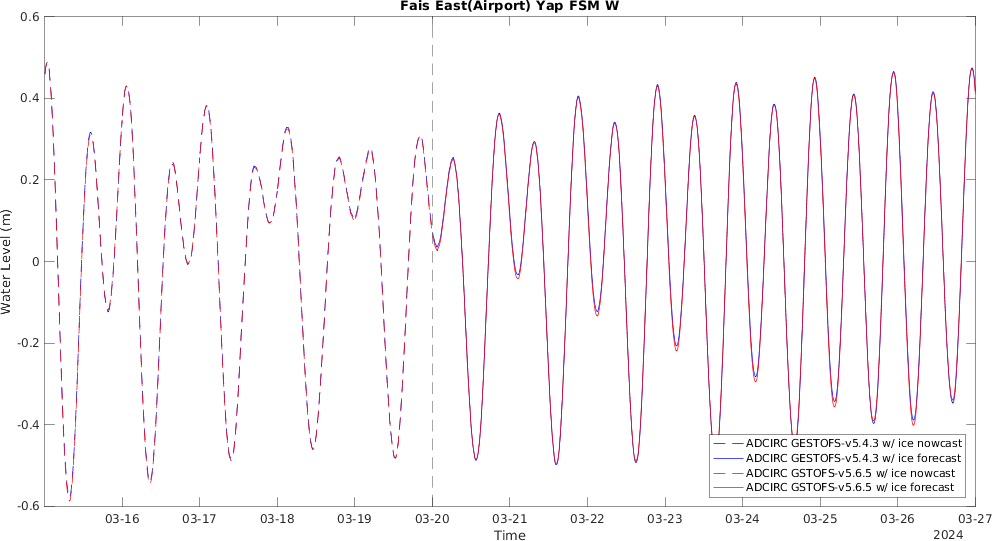 Fais East(Airport) Yap FSM W
0.6
0.4
0.2
0
-0.2
-0.4
-0.6
Water Level (m)
ADCIRC GESTOFS-v5.4.3 w/ ice nowcast
ADCIRC GESTOFS-v5.4.3 w/ ice forecast
ADCIRC GSTOFS-v5.6.5 w/ ice nowcast
ADCIRC GSTOFS-v5.6.5 w/ ice forecast
03-16 03-17 03-18 03-19 03-20 03-21 03-22 03-23 03-24 03-25 03-26 03-27
Time
2024